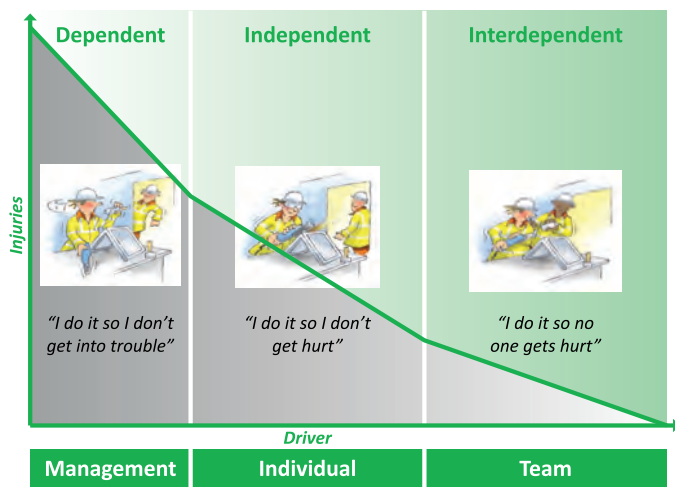 Dependent
Independent
Interdependent
Injuries
“I do it so I don’t
get into trouble”
“I do it so I don’t
get hurt”
“I do it so no
one gets hurt”
Driver
Management
Individual
Team